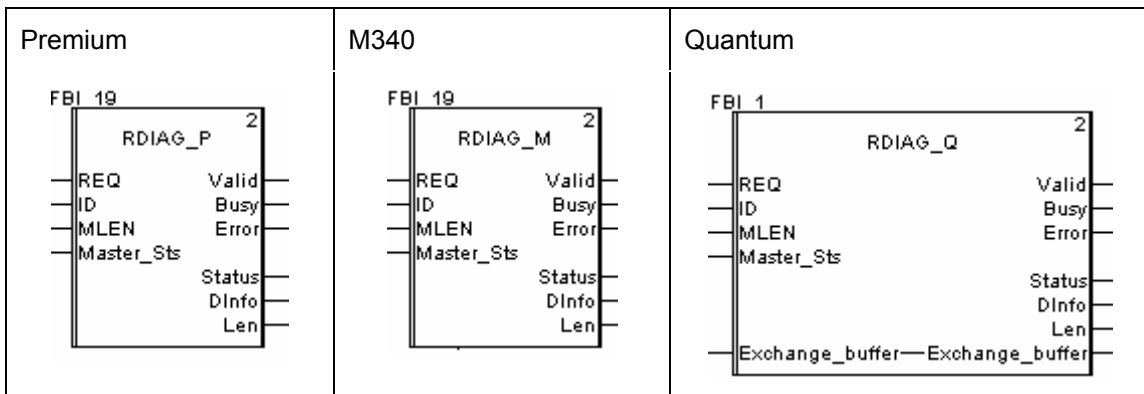 Premium
M340
Quantum
FBI_19
2
RDIAG_P
REQ Valid
ID Busy
MLEN Error
Master_Sts
Status
DInfo
Len
FBI_19
2
RDIAG_M
REQ Valid
ID Busy
MLEN Error
Master_Sts
Status
DInfo
Len
FBI_1
2
RDIAG_Q
REQ Valid
ID Busy
MLEN Error
Master_Sts
Status
DInfo
Len
Exchange_buffer Exchange_buffer